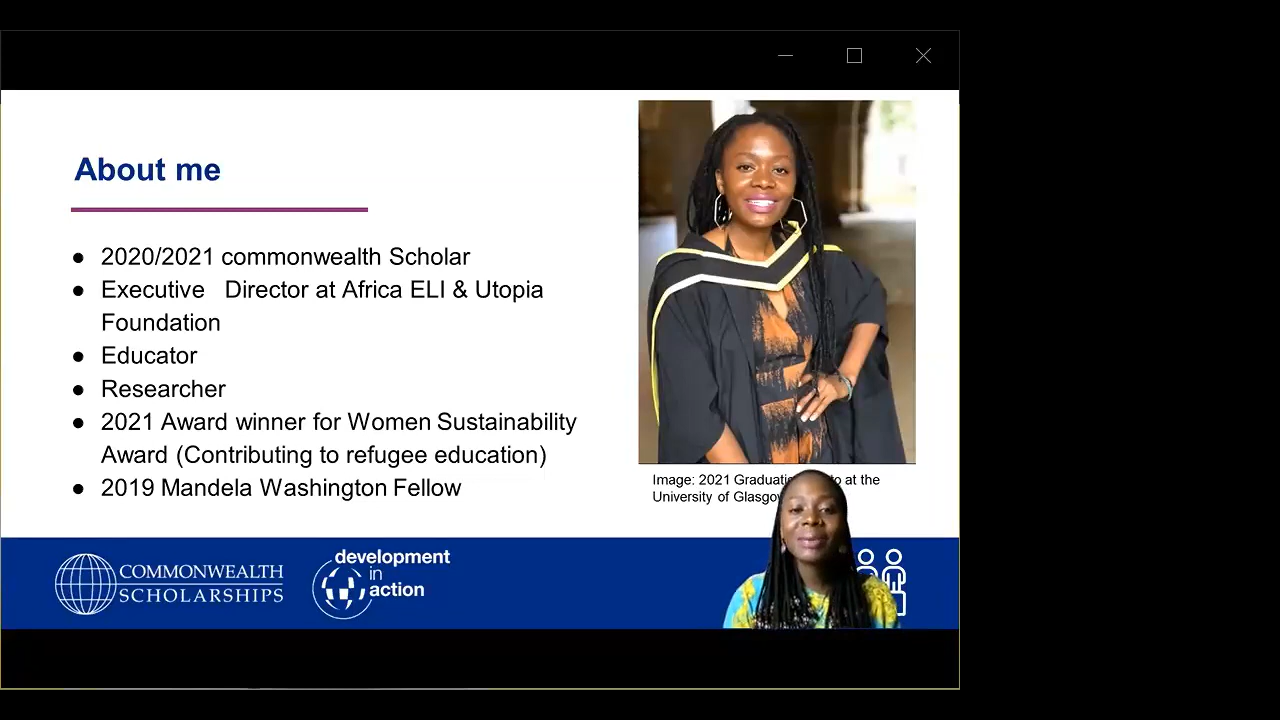 About me
● 2020/2021 commonwealth Scholar
● Executive Director at Africa ELI & Utopia
Foundation
● Educator
● Researcher
● 2021 Award winner for Women Sustainability
Award (Contributing to refugee education)
● 2019 Mandela Washington Fellow
Image: 2021 at the
University of
COMMONWEALTH
SCHOLARSHIPS
development
in
action